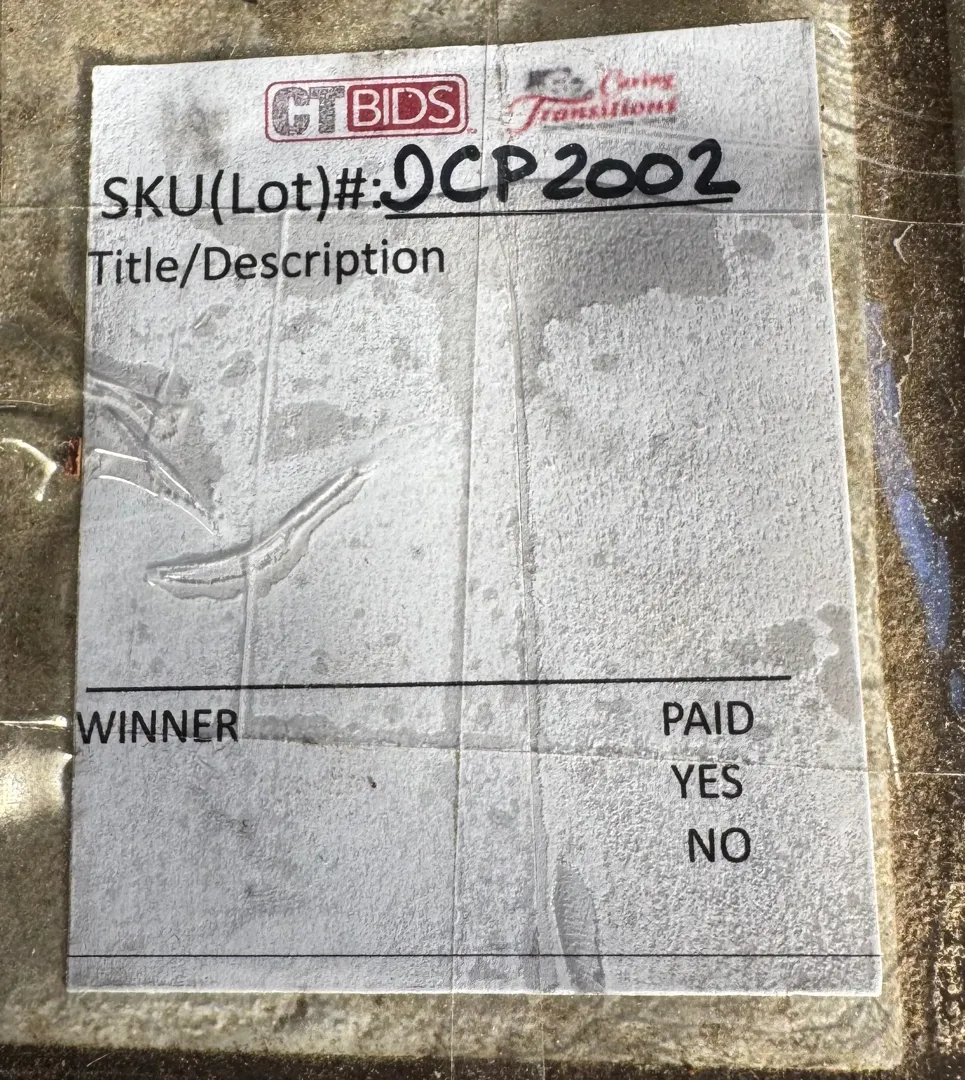 CTBIDS Caring Transitions
SKU(Lot)#: DCP2002
Title/Description
WINNER PAID
YES
NO